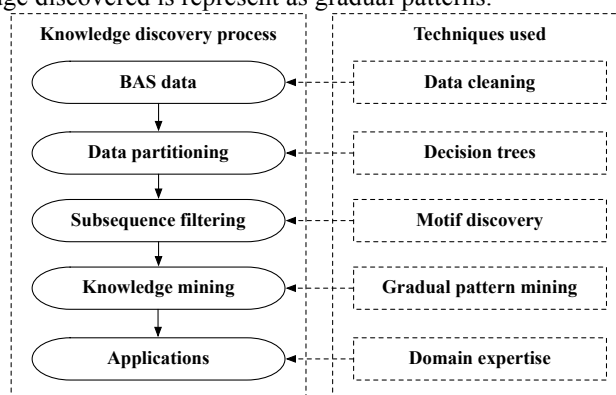 ge discovered is represent as gradual patterns.
Knowledge discovery process
Techniques used
BAS data
Data cleaning
Data partitioning
Decision trees
Subsequence filtering
Motif discovery
Knowledge mining
Gradual pattern mining
Applications
Domain expertise